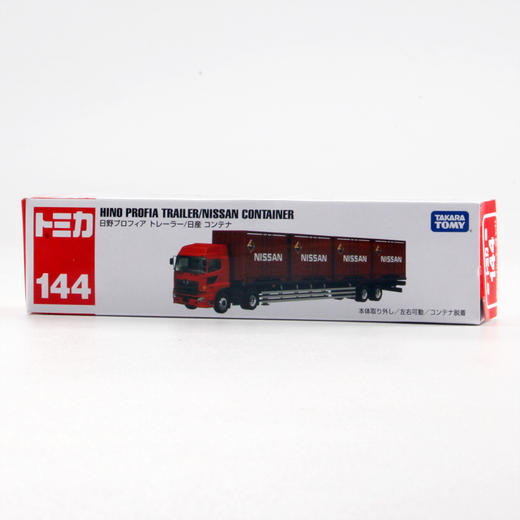 トミカ
144
HINO PROFIA TRAILER/NISSAN CONTAINER
日野プロフィア トレーラー/日産 コンテナ
TAKARA
TOMY
NISSAN NISSAN NISSAN NISSAN
本体取り外し/左右可動/コンテナ脱着
144